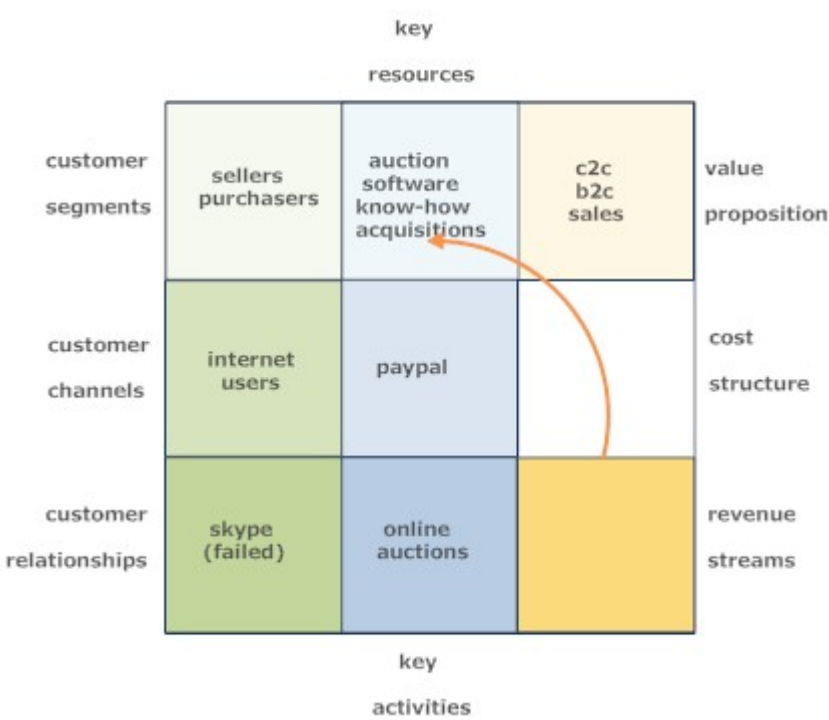 key
resources
customer
segments
sellers
purchasers
auction
software
know-how
acquisitions
c2c
b2c
sales
value
proposition
customer
channels
internet
users
paypal
cost
structure
customer
relationships
skype
(failed)
online
auctions
revenue
streams
key
activities